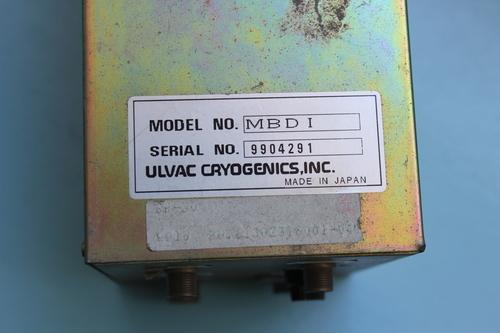 MODEL NO. MBD I
SERIAL NO. 9904291
ULVAC CRYOGENICS,INC.
MADE IN JAPAN